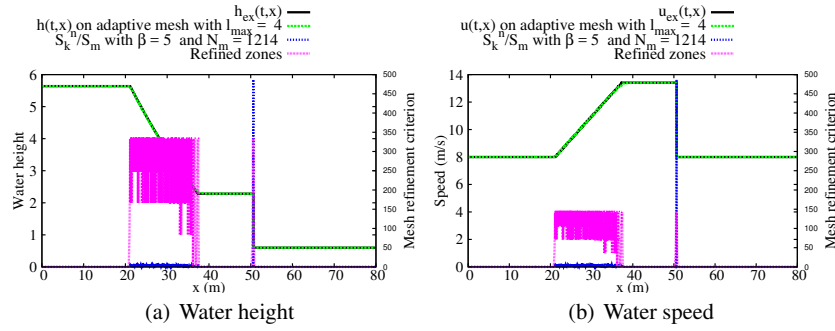 h_ex(t,x)
h(t,x) on adaptive mesh with l_max = 4
S_k^n/S_m with β = 5 and N_m = 1214
Refined zones
6
5
4
3
2
1
0
Water height
500
450
400
350
300
250
200
150
100
50
0
Mesh refinement criterion
0 10 20 30 40 50 60 70 80
x (m)
(a) Water height
u_ex(t,x)
u(t,x) on adaptive mesh with l_max = 4
S_k^n/S_m with β = 5 and N_m = 1214
Refined zones
14
12
10
8
6
4
2
0
Speed (m/s)
500
450
400
350
300
250
200
150
100
50
0
Mesh refinement criterion
0 10 20 30 40 50 60 70 80
x (m)
(b) Water speed